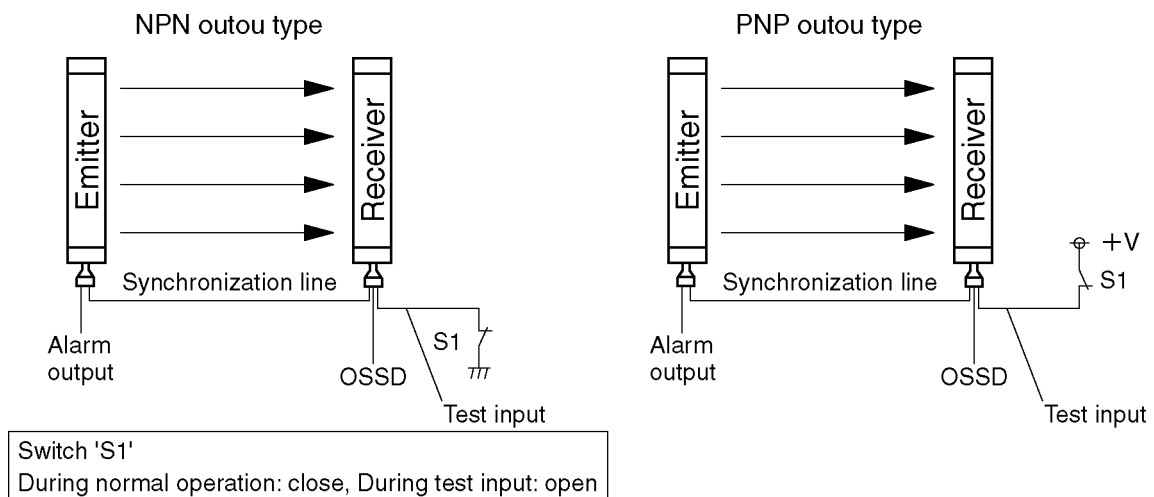 NPN outou type
Emitter
Receiver
Synchronization line
Alarm
output
OSSD
S1
Test input
PNP outou type
Emitter
Receiver
Synchronization line
Alarm
output
OSSD
+V
S1
Test input
Switch 'S1'
During normal operation: close, During test input: open